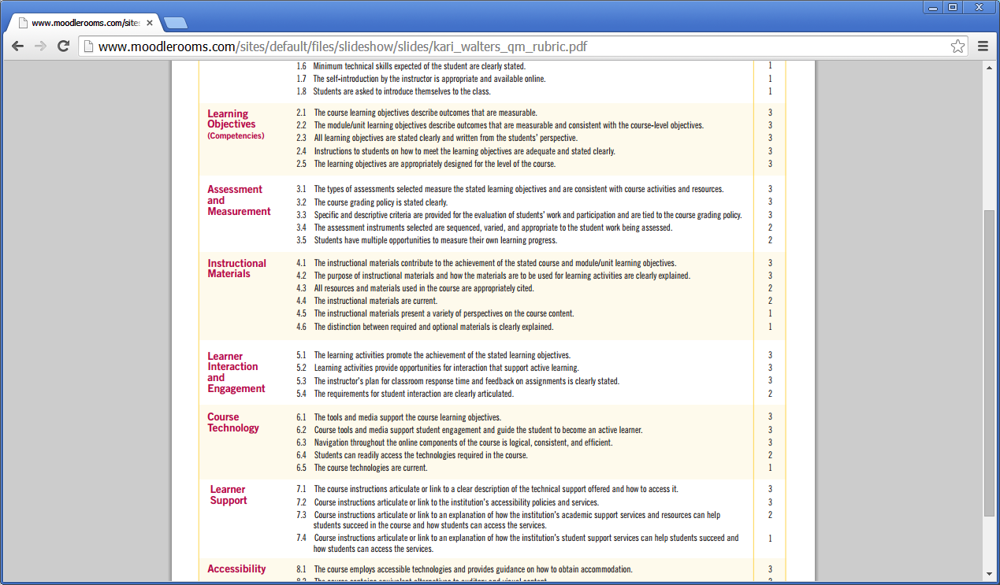 www.moodlerooms.com/sites
www.moodlerooms.com/sites/default/files/slideshow/slides/kari_walters_qm_rubric.pdf
1.6 Minimum technical skills expected of the student are clearly stated. 1
1.7 The self-introduction by the instructor is appropriate and available online. 1
1.8 Students are asked to introduce themselves to the class. 1
Learning
Objectives
(Competencies)
2.1 The course learning objectives describe outcomes that are measurable. 3
2.2 The module/unit learning objectives describe outcomes that are measurable and consistent with the course-level objectives. 3
2.3 All learning objectives are stated clearly and written from the students' perspective. 3
2.4 Instructions to students on how to meet the learning objectives are adequate and stated clearly. 3
2.5 The learning objectives are appropriately designed for the level of the course. 3
Assessment
and
Measurement
3.1 The types of assessments selected measure the stated learning objectives and are consistent with course activities and resources. 3
3.2 The course grading policy is stated clearly. 3
3.3 Specific and descriptive criteria are provided for the evaluation of students' work and participation and are tied to the course grading policy. 3
3.4 The assessment instruments selected are sequenced, varied, and appropriate to the student work being assessed. 2
3.5 Students have multiple opportunities to measure their own learning progress. 2
Instructional
Materials
4.1 The instructional materials contribute to the achievement of the stated course and module/unit learning objectives. 3
4.2 The purpose of instructional materials and how the materials are to be used for learning activities are clearly explained. 3
4.3 All resources and materials used in the course are appropriately cited. 2
4.4 The instructional materials are current. 2
4.5 The instructional materials present a variety of perspectives on the course content. 1
4.6 The distinction between required and optional materials is clearly explained. 1
Learner
Interaction
and
Engagement
5.1 The learning activities promote the achievement of the stated learning objectives. 3
5.2 Learning activities provide opportunities for interaction that support active learning. 3
5.3 The instructor's plan for classroom response time and feedback on assignments is clearly stated. 3
5.4 The requirements for student interaction are clearly articulated. 2
Course
Technology
6.1 The tools and media support the course learning objectives. 3
6.2 Course tools and media support student engagement and guide the student to become an active learner. 3
6.3 Navigation throughout the online components of the course is logical, consistent, and efficient. 3
6.4 Students can readily access the technologies required in the course. 2
6.5 The course technologies are current. 1
Learner
Support
7.1 The course instructions articulate or link to a clear description of the technical support offered and how to access it. 3
7.2 Course instructions articulate or link to the institution's accessibility policies and services. 3
7.3 Course instructions articulate or link to an explanation of how the institution's academic support services and resources can help 2
students succeed in the course and how students can access the services.
7.4 Course instructions articulate or link to an explanation of how the institution's student support services can help students succeed and 1
how students can access the services.
Accessibility
8.1 The course employs accessible technologies and provides guidance on how to obtain accommodation. 3
8.2 The course contains equivalent alternatives to auditory and visual content.